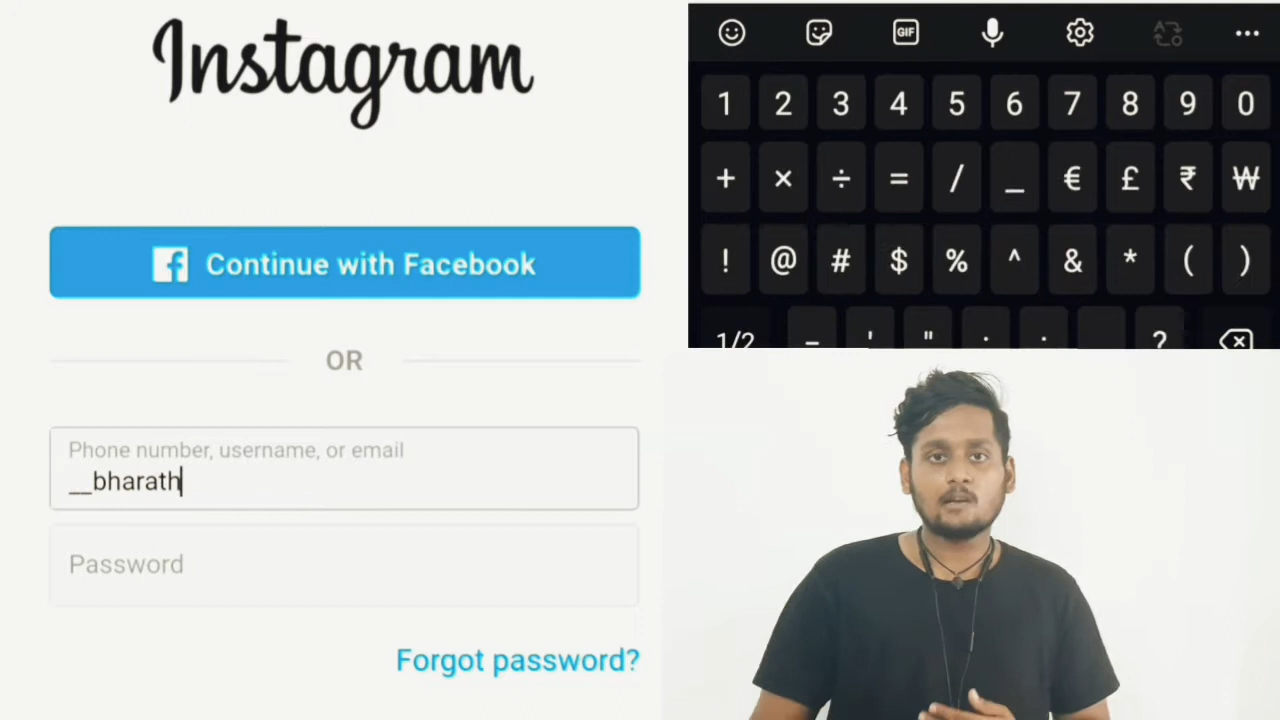 Instagram
Continue with Facebook
OR
Phone number, username, or email
__bharath
Password
Forgot password?
GIF
1 2 3 4 5 6 7 8 9 0
+ × ÷ = / _ € £ ₹ ₩
! @ # $ % ^ & * ( )
1/2 - ' " : ; ?